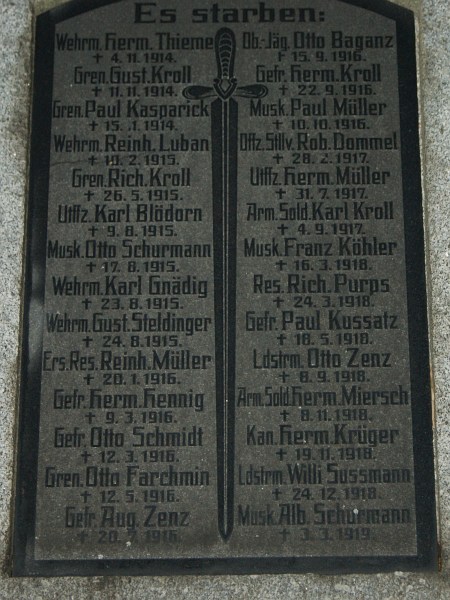 Es starben:
Wehrm. Herm. Thieme
† 4.11.1914.
Gren. Gust. Kroll
† 11.11.1914.
Gren. Paul Kasparick
† 15.1.1914.
Wehrm. Reinh. Luban
† 10.2.1915.
Gren. Rich. Kroll
† 26.5.1915.
Utffz. Karl Blödorn
† 9.8.1915.
Musk. Otto Schurmann
† 17.8.1915.
Wehrm. Karl Gnädig
† 23.8.1915.
Wehrm. Gust. Steldinger
† 24.8.1915.
Ers. Res. Reinh. Müller
† 20.1.1916.
Gefr. Herm. Hennig
† 9.3.1916.
Gefr. Otto Schmidt
† 12.3.1916.
Gren. Otto Farchmin
† 12.5.1916.
Gefr. Aug. Zenz
† 20.7.1916.
Ob.-Jäg. Otto Baganz
† 15.9.1916.
Gefr. Herm. Kroll
† 22.9.1916.
Musk. Paul Müller
† 10.10.1916.
Offz. Stllv. Rob. Dommel
† 28.2.1917.
Utffz. Herm. Müller
† 31.7.1917.
Arm. Sold. Karl Kroll
† 4.9.1917.
Musk. Franz Köhler
† 16.3.1918.
Res. Rich. Purps
† 24.3.1918.
Gefr. Paul Kussatz
† 18.5.1918.
Ldstrm. Otto Zenz
† 8.9.1918.
Arm. Sold. Herm. Miersch
† 8.11.1918.
Kan. Herm. Krüger
† 19.11.1918.
Ldstrm. Willi Sussmann
† 24.12.1918.
Musk. Alb. Schurmann
† 3.3.1919.